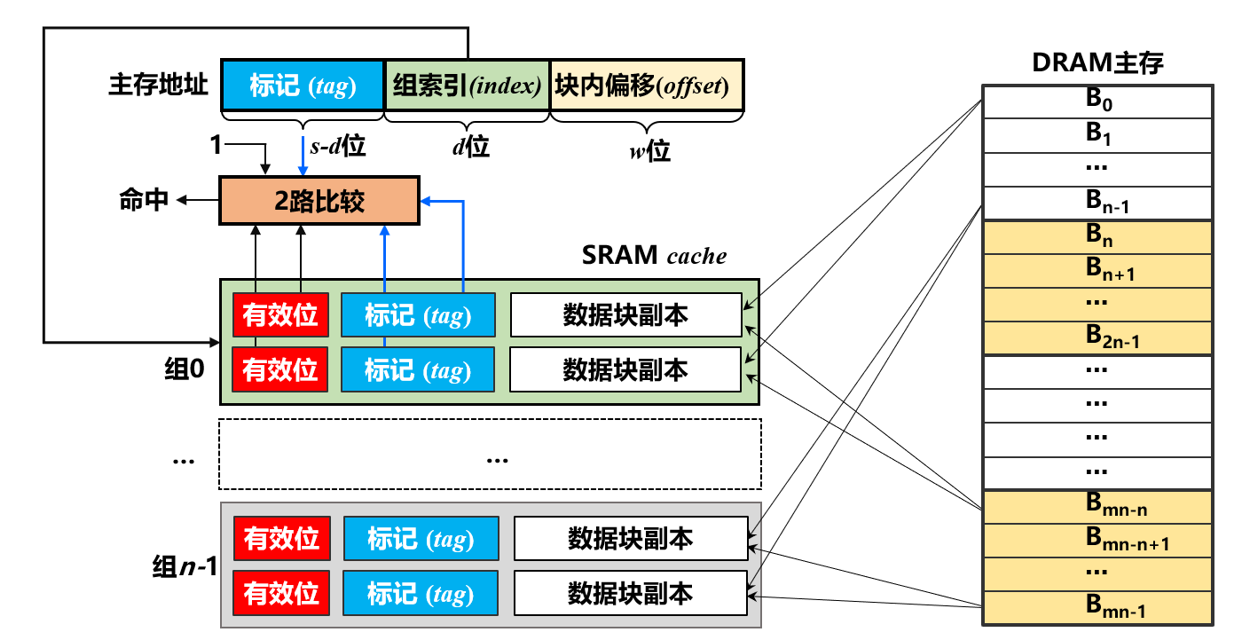 DRAM主存
主存地址
标记 (tag)
组索引(index)
块内偏移(offset)
s-d位
d位
w位
1
2路比较
命中
SRAM cache
有效位
标记 (tag)
数据块副本
有效位
标记 (tag)
数据块副本
组0
...
...
有效位
标记 (tag)
数据块副本
组n-1
有效位
标记 (tag)
数据块副本
B0
B1
...
Bn-1
Bn
Bn+1
...
B2n-1
...
...
...
...
Bmn-n
Bmn-n+1
...
Bmn-1